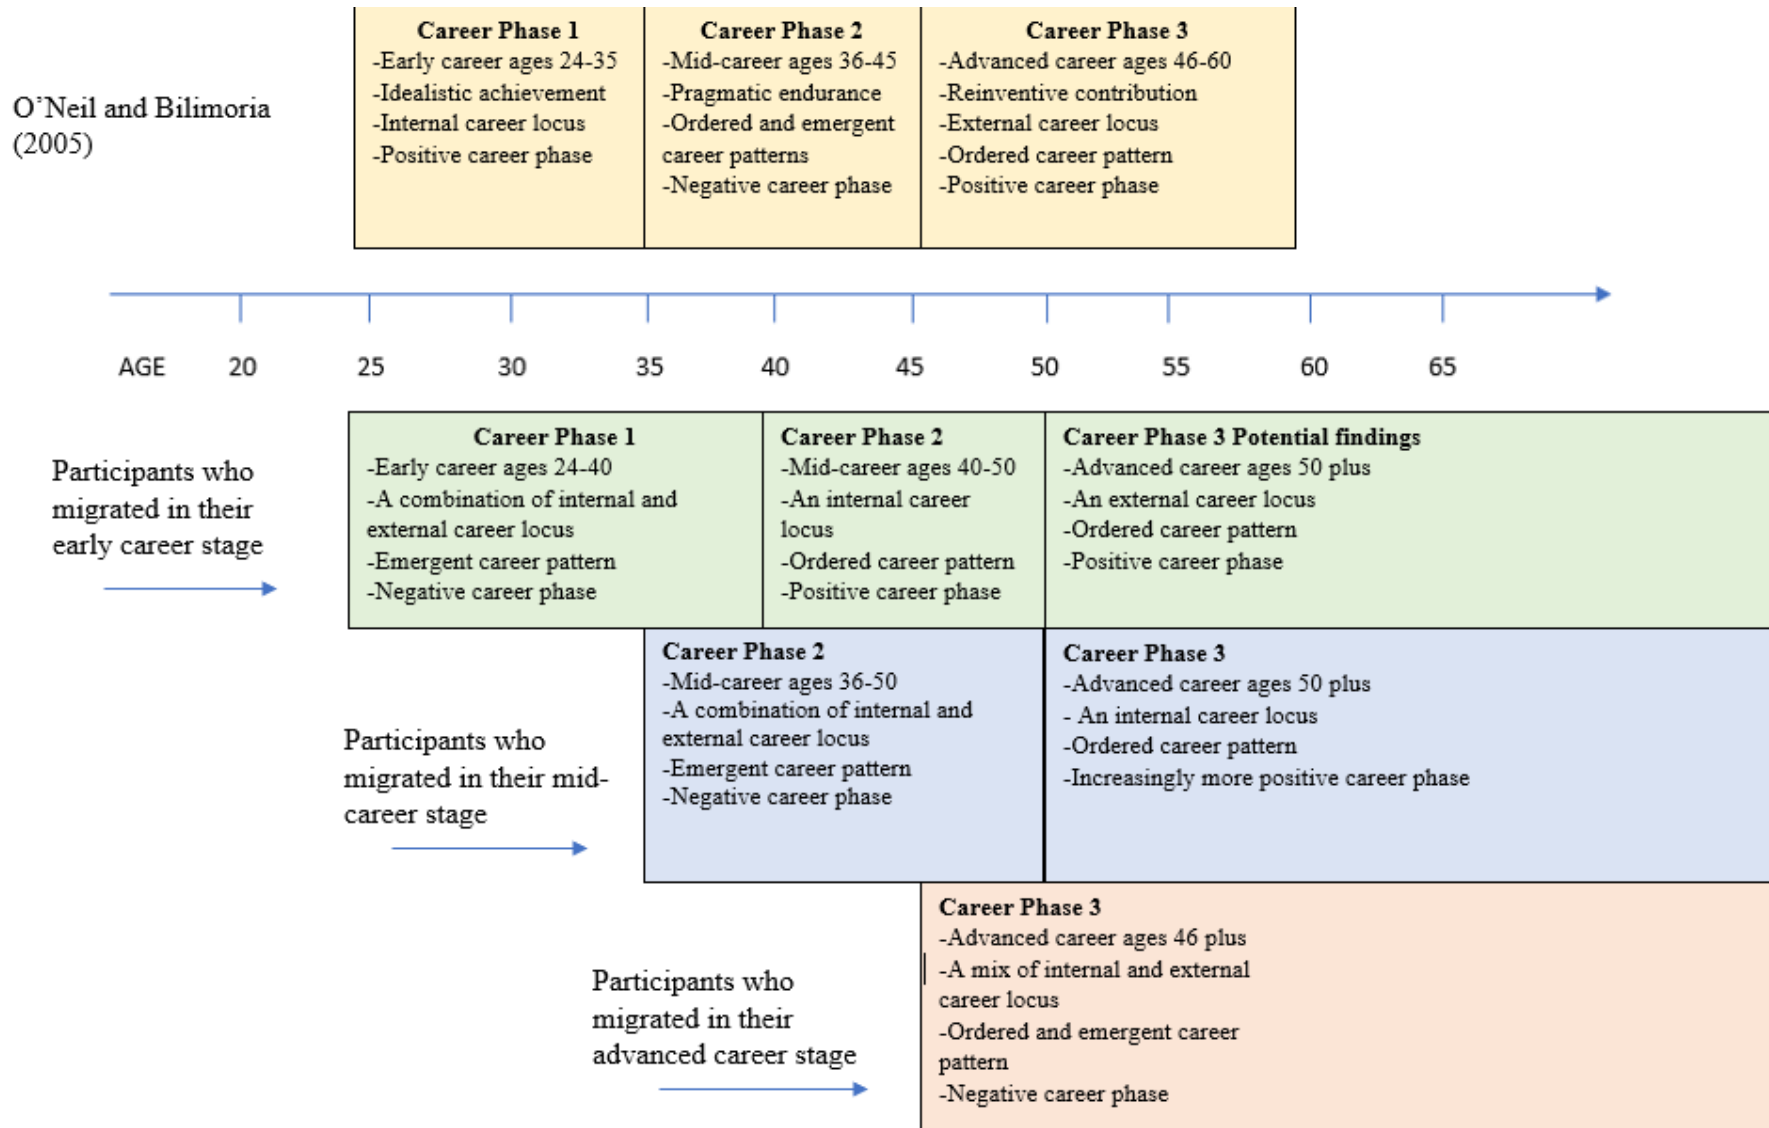 O'Neil and Bilimoria
(2005)
Career Phase 1
-Early career ages 24-35
-Idealistic achievement
-Internal career locus
-Positive career phase
Career Phase 2
-Mid-career ages 36-45
-Pragmatic endurance
-Ordered and emergent
career patterns
-Negative career phase
Career Phase 3
-Advanced career ages 46-60
-Reinventive contribution
-External career locus
-Ordered career pattern
-Positive career phase
AGE 20 25 30 35 40 45 50 55 60 65
Participants who
migrated in their
early career stage
Career Phase 1
-Early career ages 24-40
-A combination of internal and
external career locus
-Emergent career pattern
-Negative career phase
Career Phase 2
-Mid-career ages 40-50
-An internal career
locus
-Ordered career pattern
-Positive career phase
Career Phase 3 Potential findings
-Advanced career ages 50 plus
-An external career locus
-Ordered career pattern
-Positive career phase
Participants who
migrated in their mid-
career stage
Career Phase 2
-Mid-career ages 36-50
-A combination of internal and
external career locus
-Emergent career pattern
-Negative career phase
Career Phase 3
-Advanced career ages 50 plus
- An internal career locus
-Ordered career pattern
-Increasingly more positive career phase
Participants who
migrated in their
advanced career stage
Career Phase 3
-Advanced career ages 46 plus
-A mix of internal and external
career locus
-Ordered and emergent career
pattern
-Negative career phase